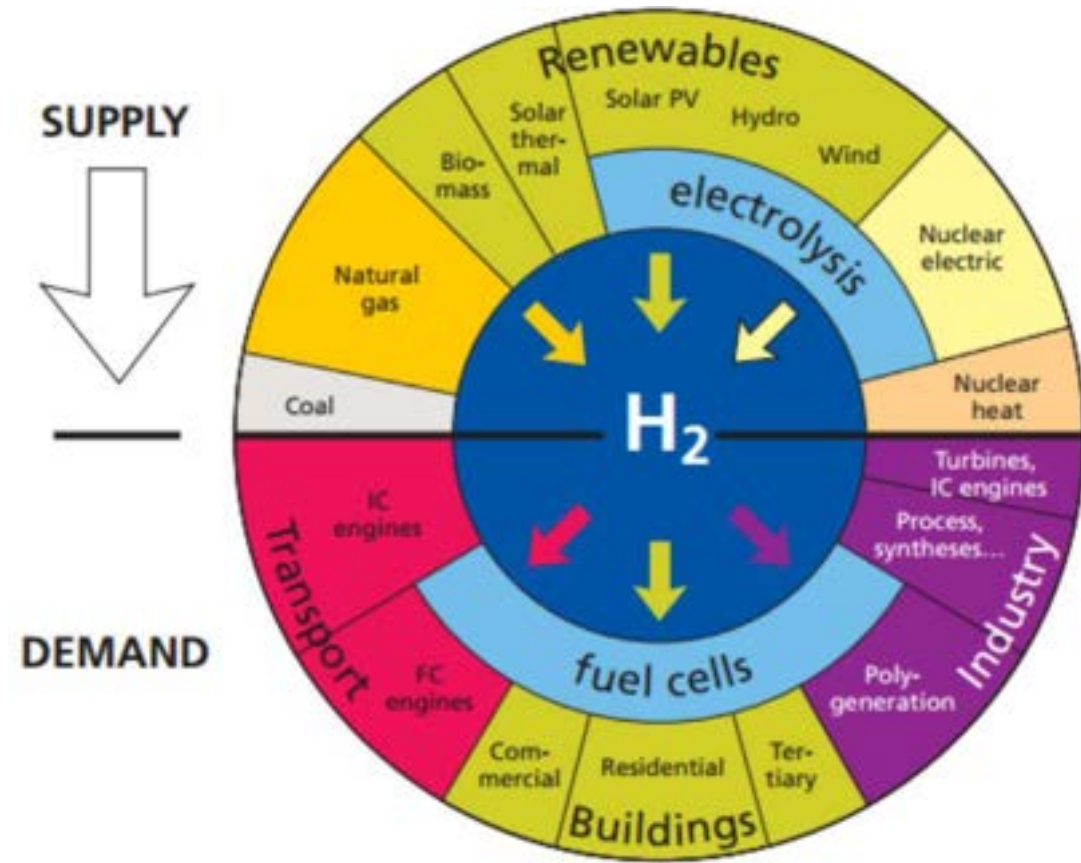 SUPPLY
Renewables
Solar PV
Hydro
Wind
Solar
ther-
mal
Bio-
mass
Natural
gas
Coal
electrolysis
Nuclear
electric
Nuclear
heat
H₂
DEMAND
Transport
IC
engines
FC
engines
fuel cells
Com-
mercial
Residential
Ter-
tiary
Buildings
Turbines,
IC engines
Process,
syntheses...
Poly-
generation
Industry